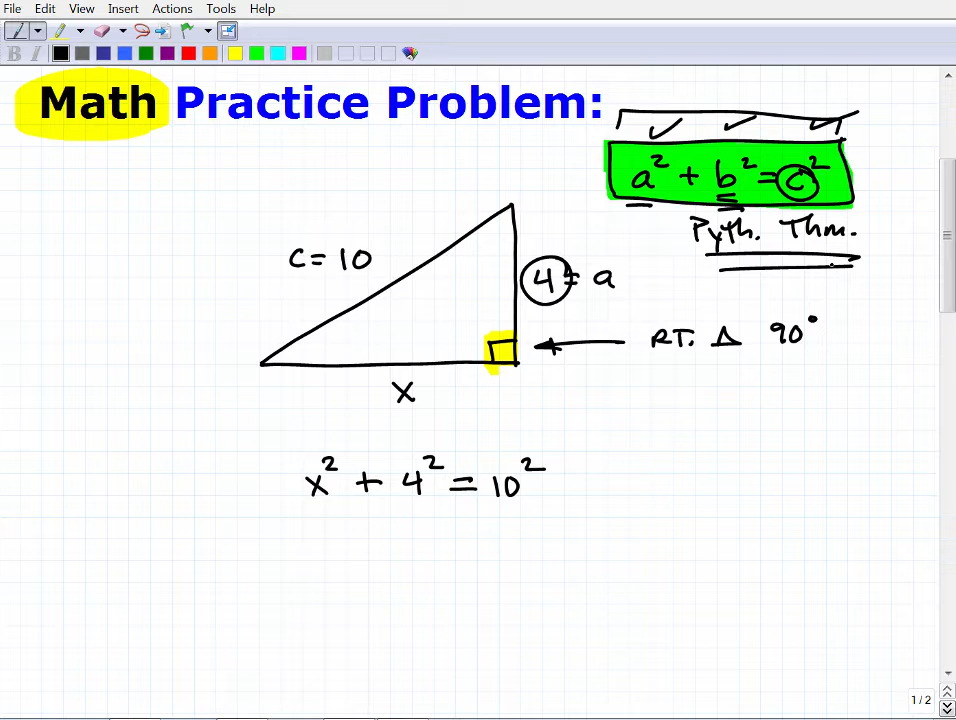 File Edit View Insert Actions Tools Help
B I
Math Practice Problem:
a² + b² = c²
Pyth. Thm.
c = 10
4 = a
RT. Δ 90°
x
x² + 4² = 10²
1 / 2